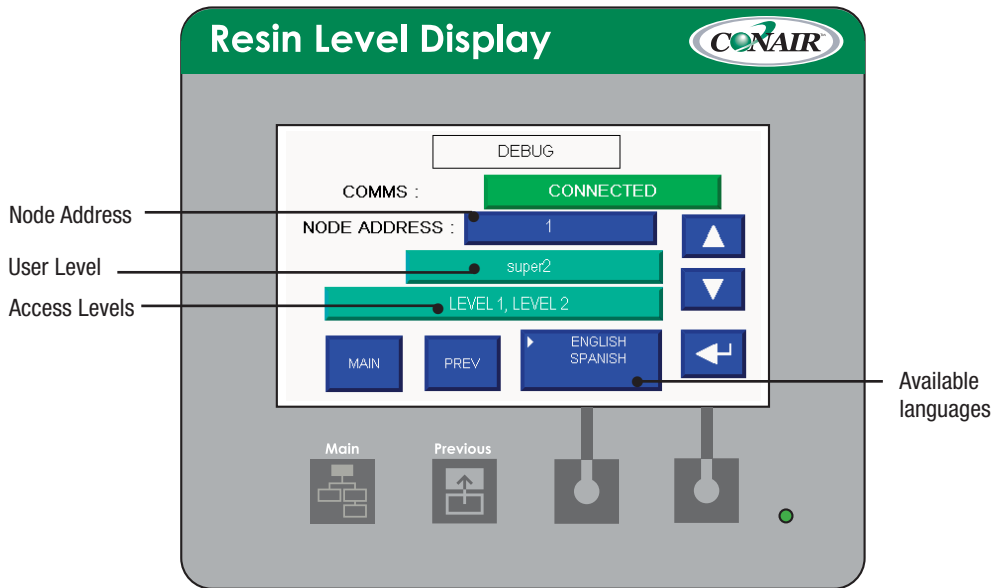 Resin Level Display
CONAIR
DEBUG
COMMS :
CONNECTED
Node Address
NODE ADDRESS :
1
User Level
super2
Access Levels
LEVEL 1, LEVEL 2
MAIN
PREV
ENGLISH
SPANISH
Available
languages
Main
Previous